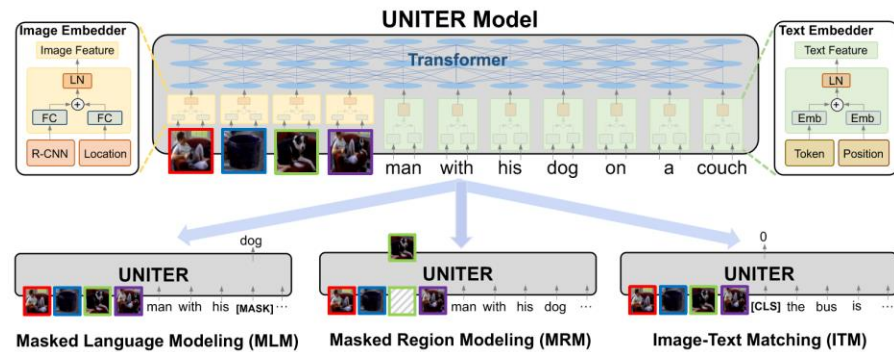 UNITER Model
Image Embedder
Image Feature
LN
+
FC FC
R-CNN Location
Transformer
man with his dog on a couch
Text Embedder
Text Feature
LN
+
Emb Emb
Token Position
dog
UNITER
man with his [MASK] ...
Masked Language Modeling (MLM)
UNITER
man with his dog ...
Masked Region Modeling (MRM)
0
UNITER
[CLS] the bus is ...
Image-Text Matching (ITM)